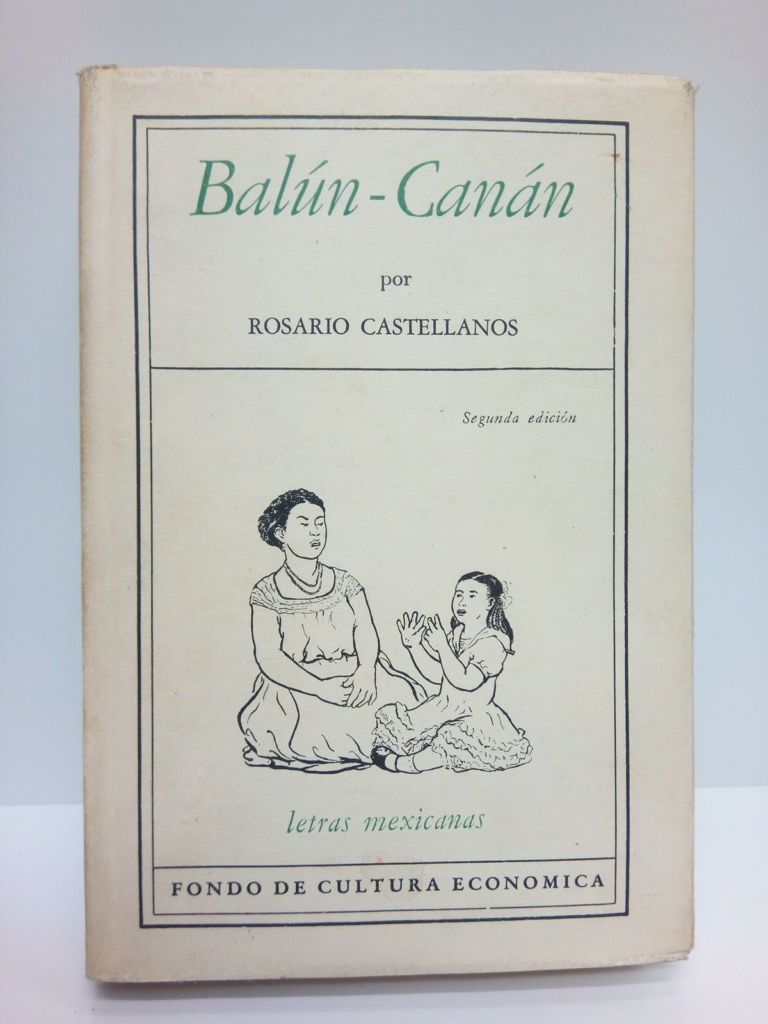 Balún-Canán
por
ROSARIO CASTELLANOS
Segunda edición
letras mexicanas
FONDO DE CULTURA ECONOMICA